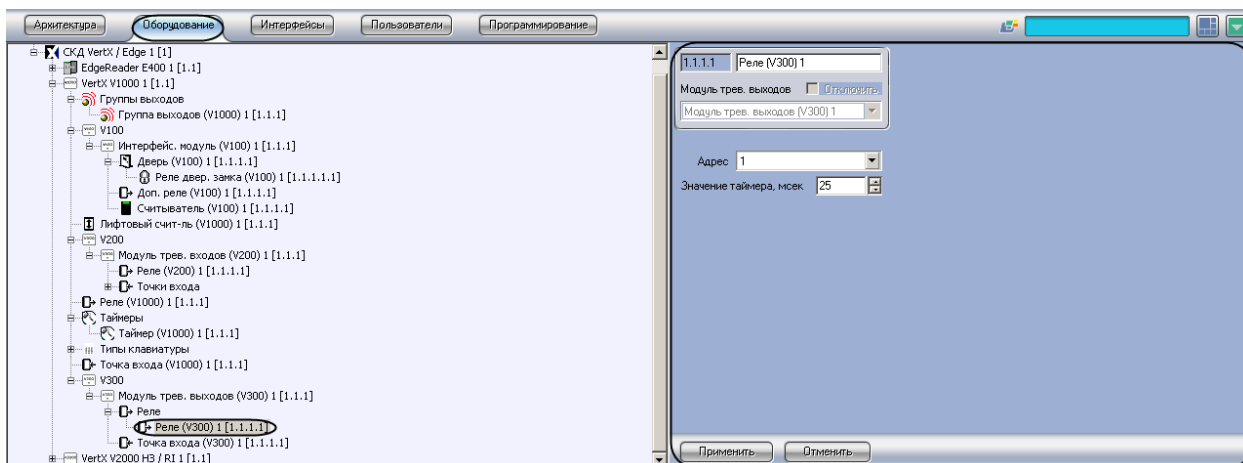 Архитектура Оборудование Интерфейсы Пользователи Программирование
СКД VertX / Edge 1 [1]
EdgeReader E400 1 [1.1]
VertX V1000 1 [1.1]
Группы выходов
Группа выходов (V1000) 1 [1.1.1]
V100
Интерфейс. модуль (V100) 1 [1.1.1]
Дверь (V100) 1 [1.1.1.1]
Реле двер. замка (V100) 1 [1.1.1.1.1]
Доп. реле (V100) 1 [1.1.1.1]
Считыватель (V100) 1 [1.1.1.1]
Лифтовый счит-ль (V1000) 1 [1.1.1]
V200
Модуль трев. входов (V200) 1 [1.1.1]
Реле (V200) 1 [1.1.1.1]
Точки входа
Реле (V1000) 1 [1.1.1]
Таймеры
Таймер (V1000) 1 [1.1.1]
Типы клавиатуры
Точка входа (V1000) 1 [1.1.1]
V300
Модуль трев. выходов (V300) 1 [1.1.1]
Реле
Реле (V300) 1 [1.1.1.1]
Точка входа (V300) 1 [1.1.1.1]
VertX V2000 H3 / RI 1 [1.1]
1.1.1.1 Реле (V300) 1
Модуль трев. выходов Отключить
Модуль трев. выходов (V300) 1
Адрес 1
Значение таймера, мсек 25
Применить Отменить